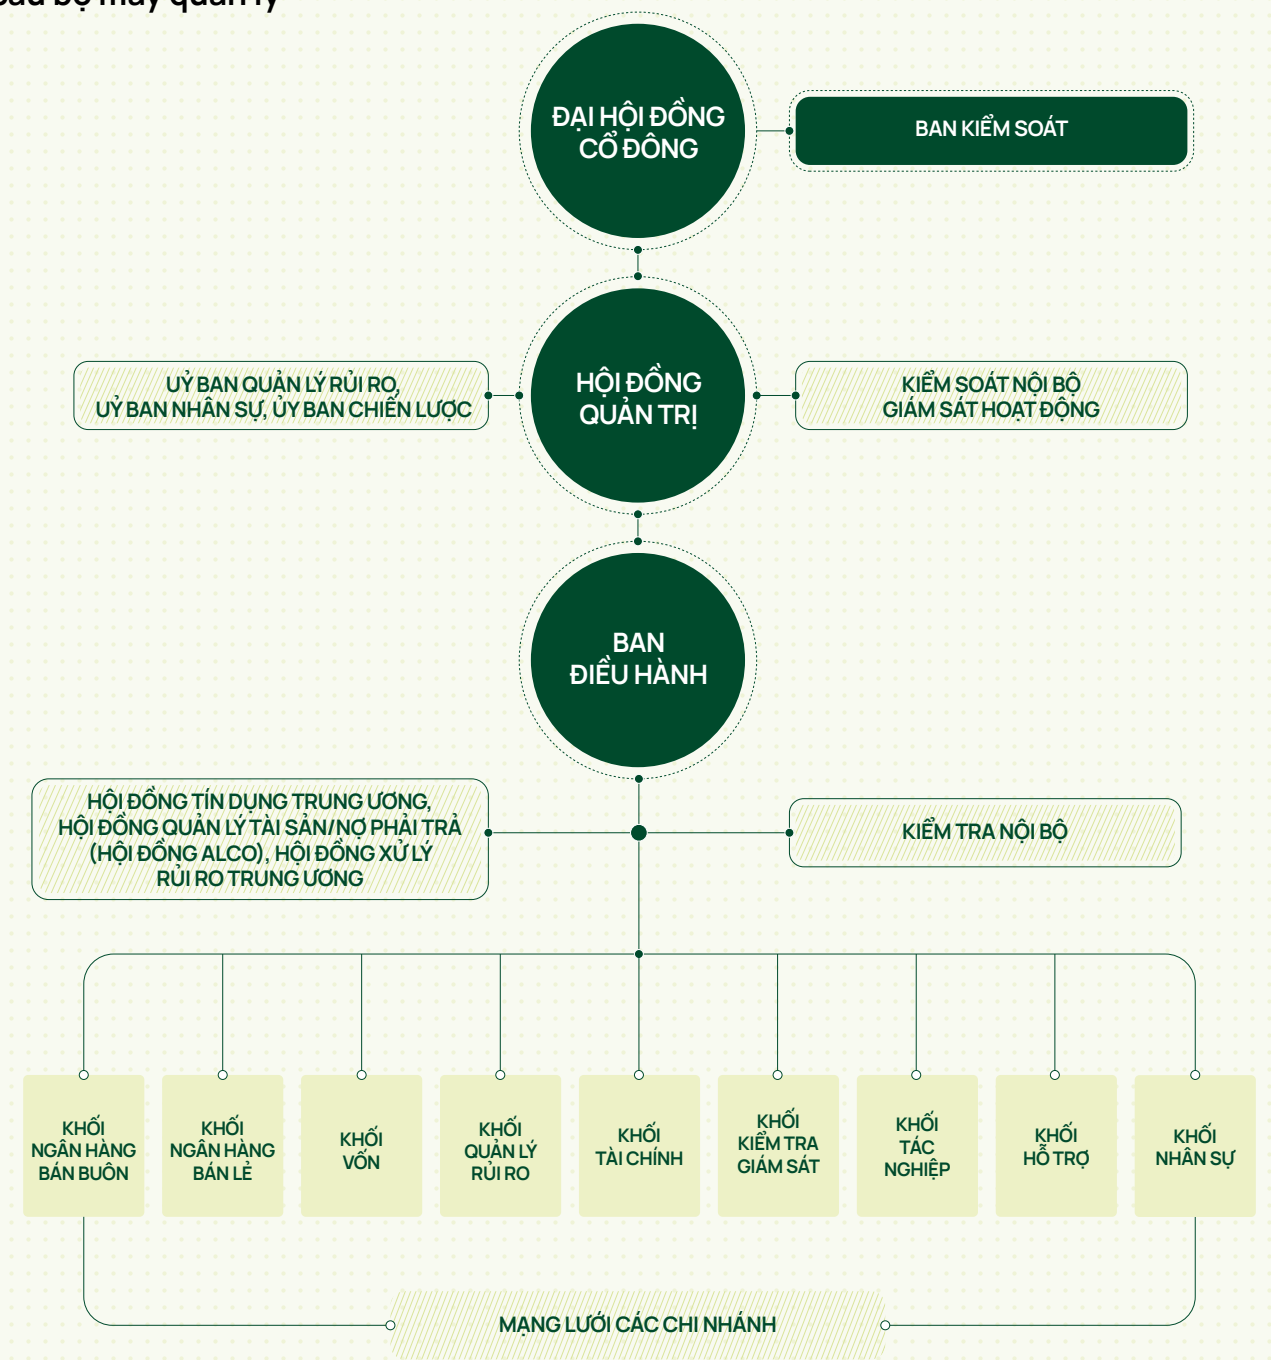 bộ máy quản lý
ĐẠI HỘI ĐỒNG
CỔ ĐÔNG
BAN KIỂM SOÁT
UỶ BAN QUẢN LÝ RỦI RO,
UỶ BAN NHÂN SỰ, ỦY BAN CHIẾN LƯỢC
HỘI ĐỒNG
QUẢN TRỊ
KIỂM SOÁT NỘI BỘ
GIÁM SÁT HOẠT ĐỘNG
BAN
ĐIỀU HÀNH
HỘI ĐỒNG TÍN DỤNG TRUNG ƯƠNG,
HỘI ĐỒNG QUẢN LÝ TÀI SẢN/NỢ PHẢI TRẢ
(HỘI ĐỒNG ALCO), HỘI ĐỒNG XỬ LÝ
RỦI RO TRUNG ƯƠNG
KIỂM TRA NỘI BỘ
KHỐI
NGÂN HÀNG
BÁN BUÔN
KHỐI
NGÂN HÀNG
BÁN LẺ
KHỐI
VỐN
KHỐI
QUẢN LÝ
RỦI RO
KHỐI
TÀI CHÍNH
KHỐI
KIỂM TRA
GIÁM SÁT
KHỐI
TÁC
NGHIỆP
KHỐI
HỖ TRỢ
KHỐI
NHÂN SỰ
MẠNG LƯỚI CÁC CHI NHÁNH